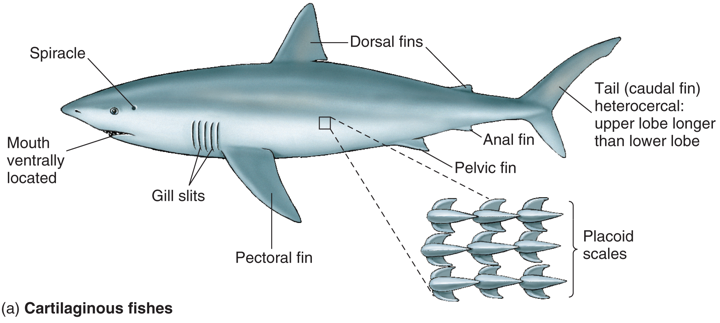 Dorsal fins
Spiracle
Tail (caudal fin)
heterocercal:
upper lobe longer
than lower lobe
Mouth
ventrally
located
Anal fin
Pelvic fin
Gill slits
Placoid
scales
Pectoral fin
(a) Cartilaginous fishes